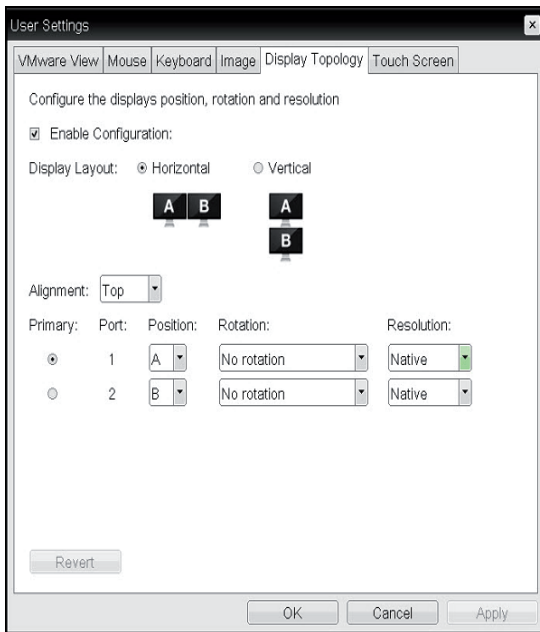 User Settings x
VMware View Mouse Keyboard Image Display Topology Touch Screen
Configure the displays position, rotation and resolution
Enable Configuration:
Display Layout: Horizontal Vertical
A B A
B
Alignment: Top
Primary: Port: Position: Rotation: Resolution:
1 A No rotation Native
2 B No rotation Native
Revert
OK Cancel Apply